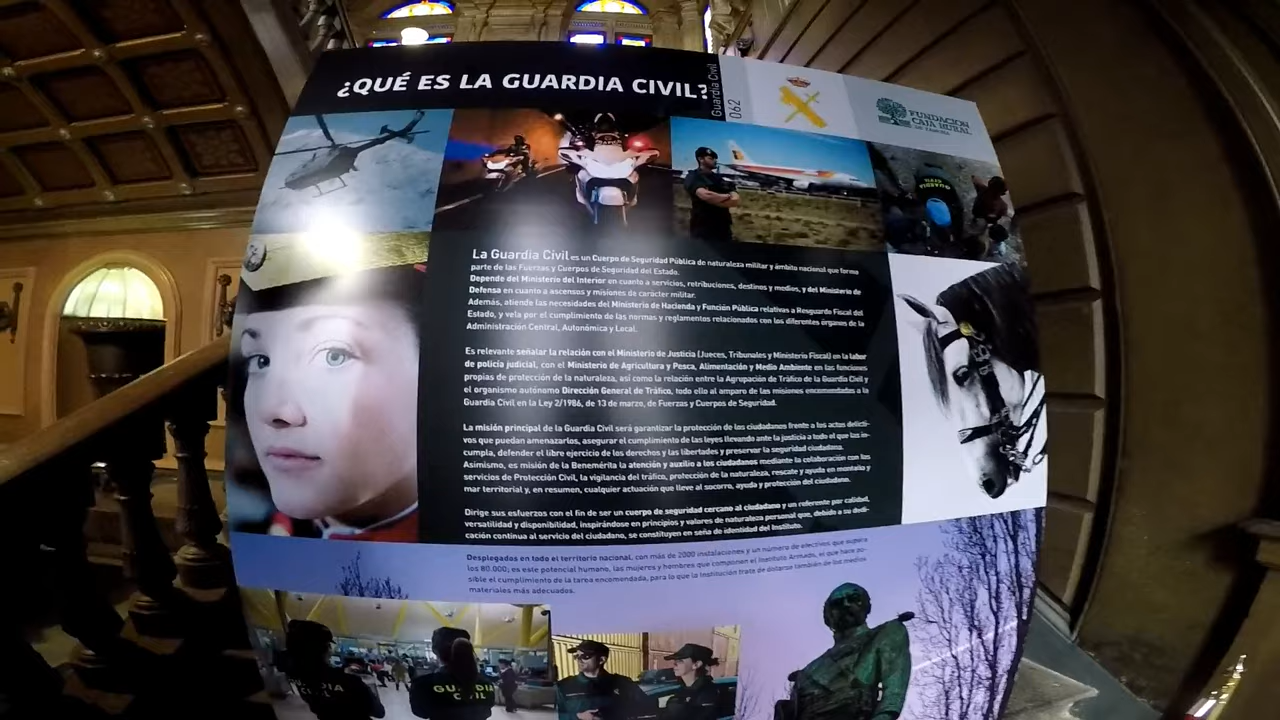 ¿QUÉ ES LA GUARDIA CIVIL?
Guardia Civil
062
FUNDACIÓN
CAJA RURAL
DE ZAMORA
GUARDIA
CIVIL
La Guardia Civil es un Cuerpo de Seguridad Pública de naturaleza militar y ámbito nacional que forma
parte de las Fuerzas y Cuerpos de Seguridad del Estado.
Depende del Ministerio del Interior en cuanto a servicios, retribuciones, destinos y medios, y del Ministerio de
Defensa en cuanto a ascensos y misiones de carácter militar.
Además, atiende las necesidades del Ministerio de Hacienda y Función Pública relativas a Resguardo Fiscal del
Estado, y vela por el cumplimiento de las normas y reglamentos relacionados con los diferentes órganos de la
Administración Central, Autonómica y Local.
Es relevante señalar la relación con el Ministerio de Justicia (Jueces, Tribunales y Ministerio Fiscal) en la labor
de policía judicial, con el Ministerio de Agricultura y Pesca, Alimentación y Medio Ambiente en las funciones
propias de protección de la naturaleza, así como la relación entre la Agrupación de Tráfico de la Guardia Civil y
el organismo autónomo Dirección General de Tráfico, todo ello al amparo de las misiones encomendadas a la
Guardia Civil en la Ley 2/1986, de 13 de marzo, de Fuerzas y Cuerpos de Seguridad.
La misión principal de la Guardia Civil será garantizar la protección de los ciudadanos frente a los actos delicti-
vos que puedan amenazarlos, asegurar el cumplimiento de las leyes llevando ante la justicia a todo el que las in-
cumpla, defender el libre ejercicio de los derechos y las libertades y preservar la seguridad ciudadana.
Asimismo, es misión de la Benemérita la atención y auxilio a los ciudadanos mediante la colaboración con los
servicios de Protección Civil, la vigilancia del tráfico, protección de la naturaleza, rescate y ayuda en montaña y
mar territorial y, en resumen, cualquier actuación que lleve al socorro, ayuda y protección del ciudadano.
Dirige sus esfuerzos con el fin de ser un cuerpo de seguridad cercano al ciudadano y un referente por calidad,
versatilidad y disponibilidad, inspirándose en principios y valores de naturaleza personal que, debido a su dedi-
cación continua al servicio del ciudadano, se constituyen en seña de identidad del Instituto.
Desplegados en todo el territorio nacional, con más de 2000 instalaciones y un número de efectivos que supera
los 80.000, es este potencial humano, las mujeres y hombres que componen el Instituto Armado, el que hace po-
sible el cumplimiento de la tarea encomendada, para lo que la Institución trata de dotarse también de los medios
materiales más adecuados.
GUARDIA
CIVIL